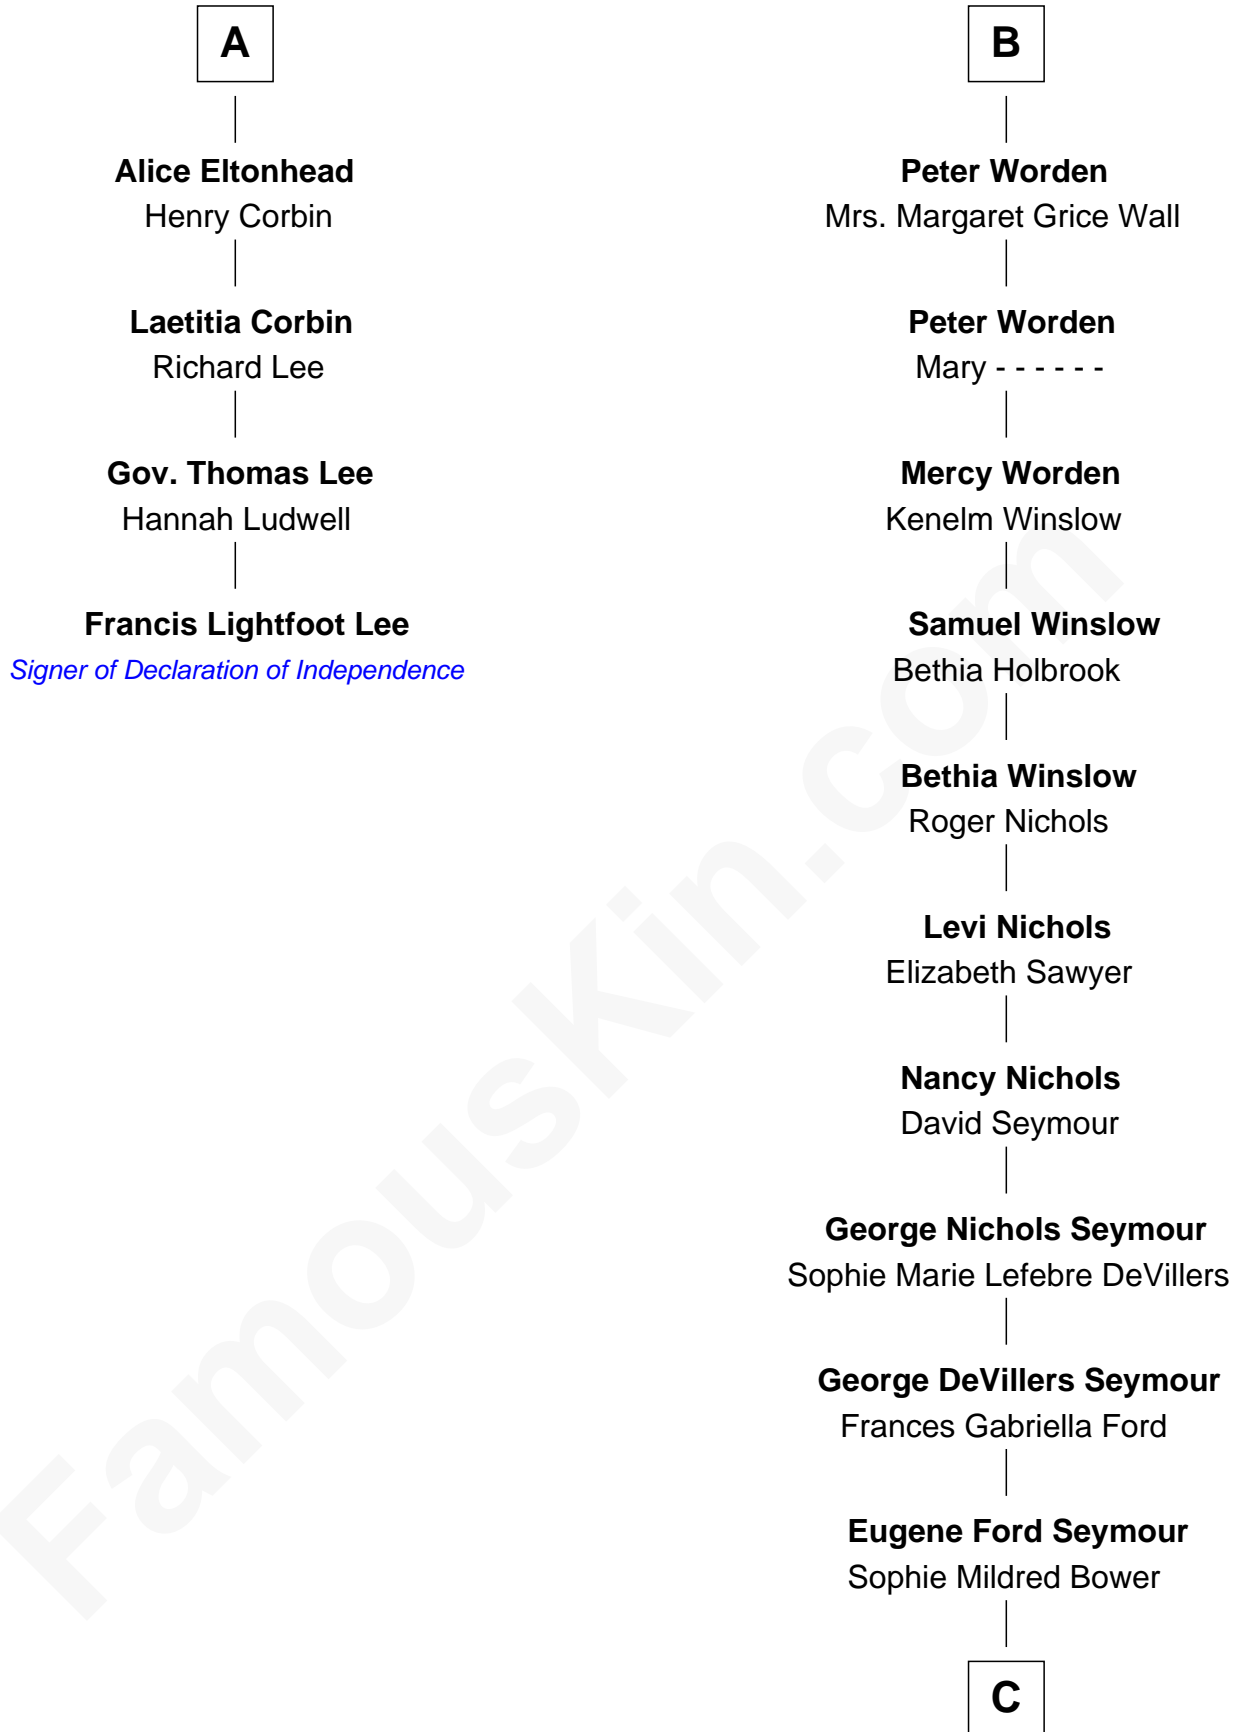 A
Alice Eltonhead
Henry Corbin
Laetitia Corbin
Richard Lee
Gov. Thomas Lee
Hannah Ludwell
Francis Lightfoot Lee
Signer of Declaration of Independence
B
Peter Worden
Mrs. Margaret Grice Wall
Peter Worden
Mary - - - - - -
Mercy Worden
Kenelm Winslow
Samuel Winslow
Bethia Holbrook
Bethia Winslow
Roger Nichols
Levi Nichols
Elizabeth Sawyer
Nancy Nichols
David Seymour
George Nichols Seymour
Sophie Marie Lefebre DeVillers
George DeVillers Seymour
Frances Gabriella Ford
Eugene Ford Seymour
Sophie Mildred Bower
C
FamousKin.com